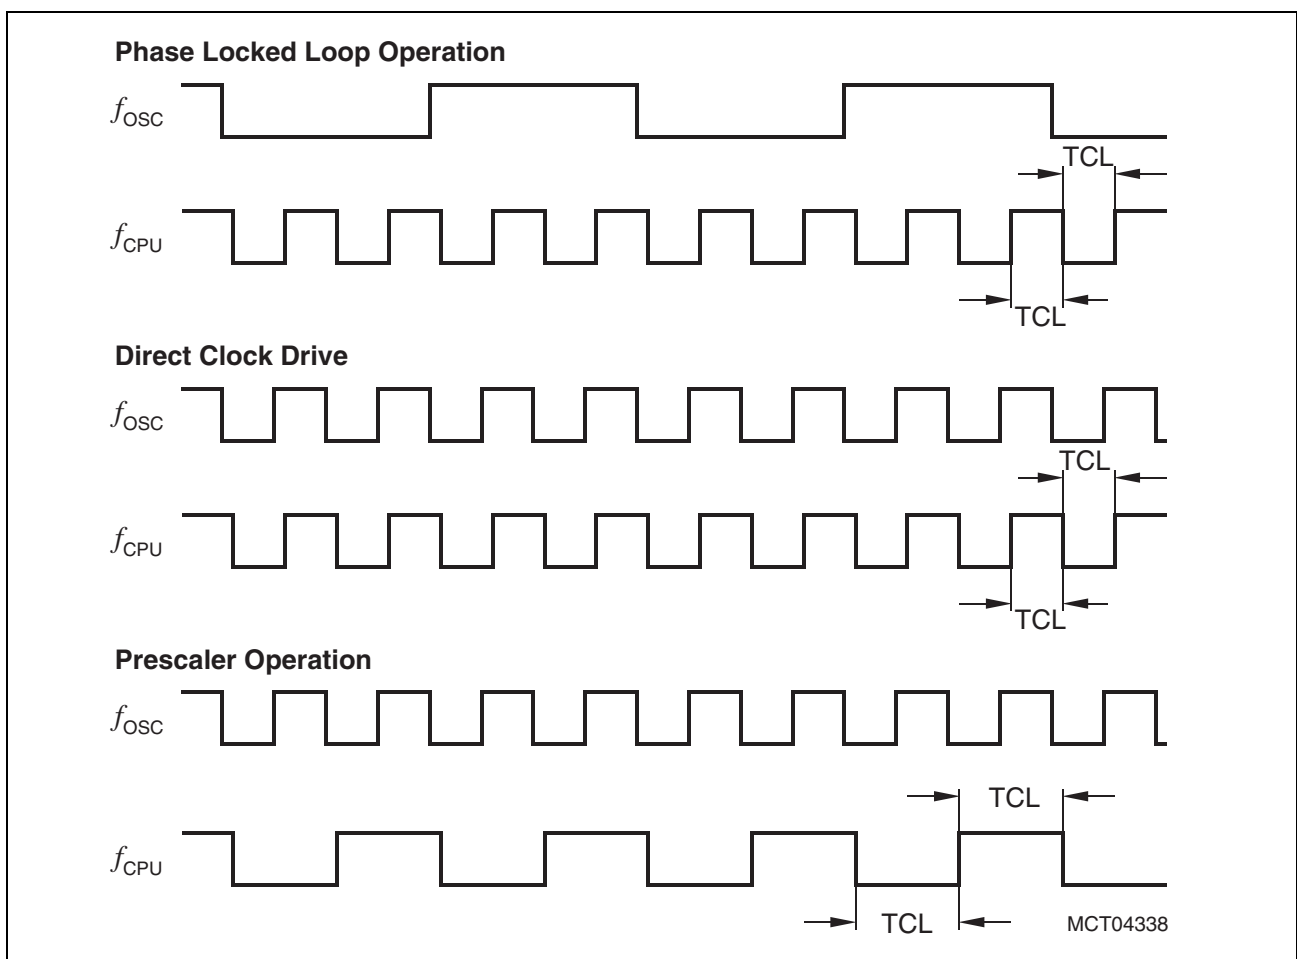 Phase Locked Loop Operation
fOSC
TCL
fCPU
TCL
Direct Clock Drive
fOSC
TCL
fCPU
TCL
Prescaler Operation
fOSC
TCL
fCPU
TCL
MCT04338